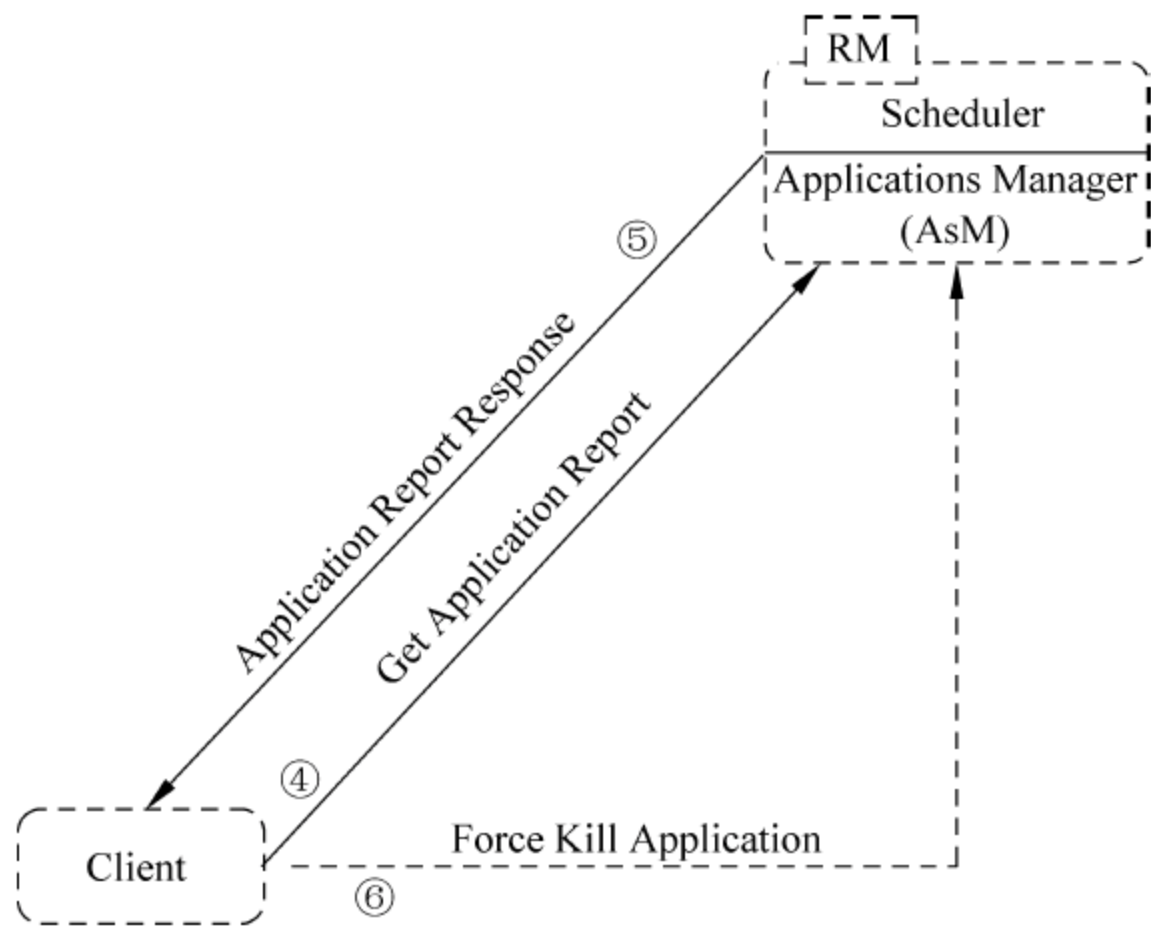 RM
Scheduler
Applications Manager
(AsM)
⑤
Application Report Response
Get Application Report
④
Force Kill Application
Client
⑥